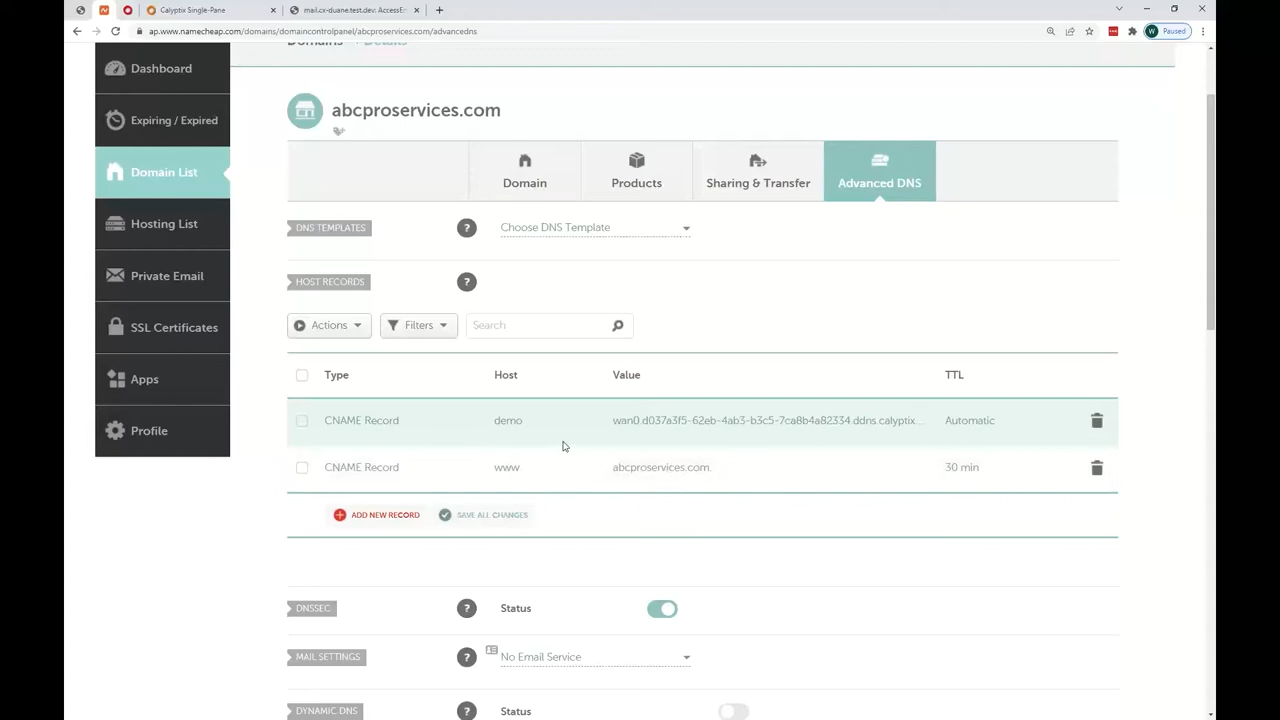 Calyptix Single-Pane
mail.cx-duane.test.dev: AccessEr
ap.www.namecheap.com/domains/domaincontrolpanel/abcproservices.com/advancedns
W Paused
Dashboard
Expiring / Expired
Domain List
Hosting List
Private Email
SSL Certificates
Apps
Profile
Domains
Details
abcproservices.com
Domain
Products
Sharing & Transfer
Advanced DNS
DNS TEMPLATES
?
Choose DNS Template
HOST RECORDS
?
Actions
Filters
Search
Type Host Value TTL
CNAME Record demo wan0.d037a3f5-62eb-4ab3-b3c5-7ca8b4a82334.ddns.calyptix... Automatic
CNAME Record www abcproservices.com. 30 min
ADD NEW RECORD
SAVE ALL CHANGES
DNSSEC
?
Status
MAIL SETTINGS
?
No Email Service
DYNAMIC DNS
?
Status